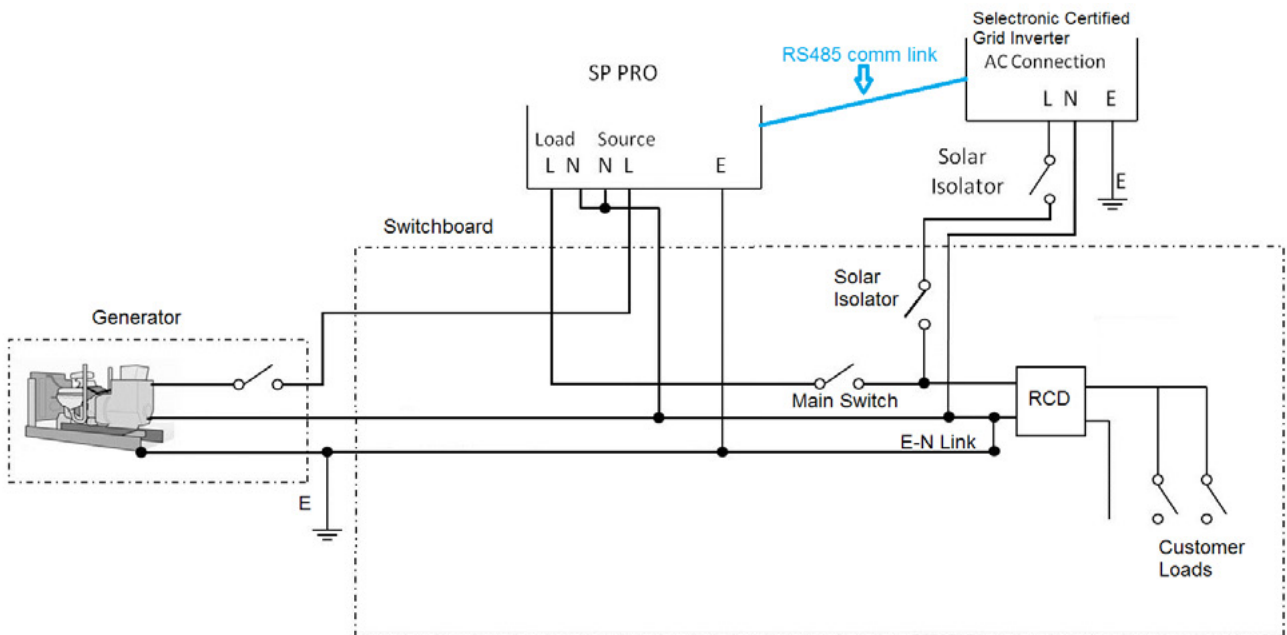 Selectronic Certified
Grid Inverter
AC Connection
L N E
RS485 comm link
SP PRO
Load Source
L N N L E
Solar
Isolator
E
Switchboard
Solar
Isolator
Generator
Main Switch
RCD
E-N Link
E
Customer
Loads